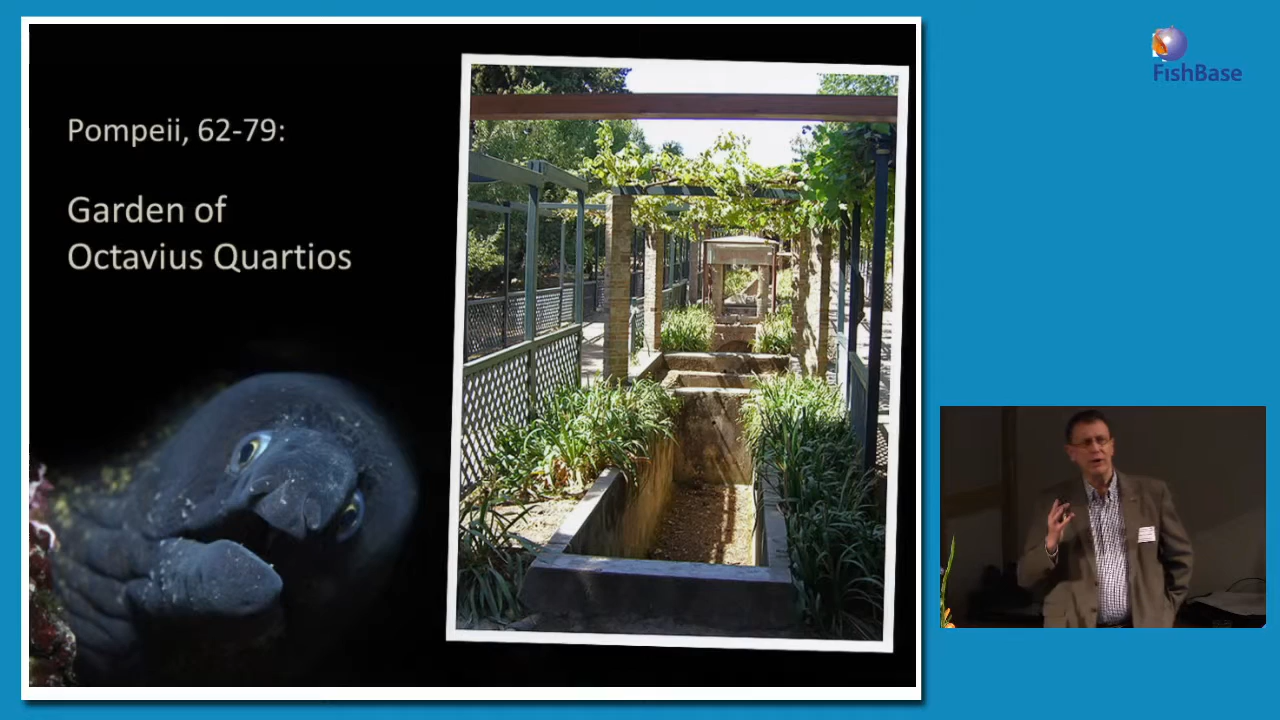 Pompeii, 62-79:
Garden of
Octavius Quartios
FishBase